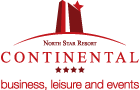 NORTH STAR RESORT
CONTINENTAL
business, leisure and events